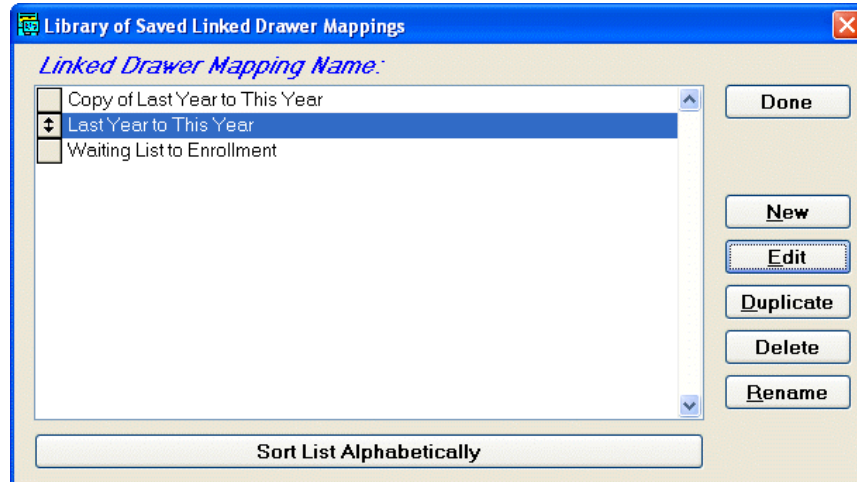 Library of Saved Linked Drawer Mappings
Linked Drawer Mapping Name:
Copy of Last Year to This Year
Last Year to This Year
Waiting List to Enrollment
Done
New
Edit
Duplicate
Delete
Rename
Sort List Alphabetically